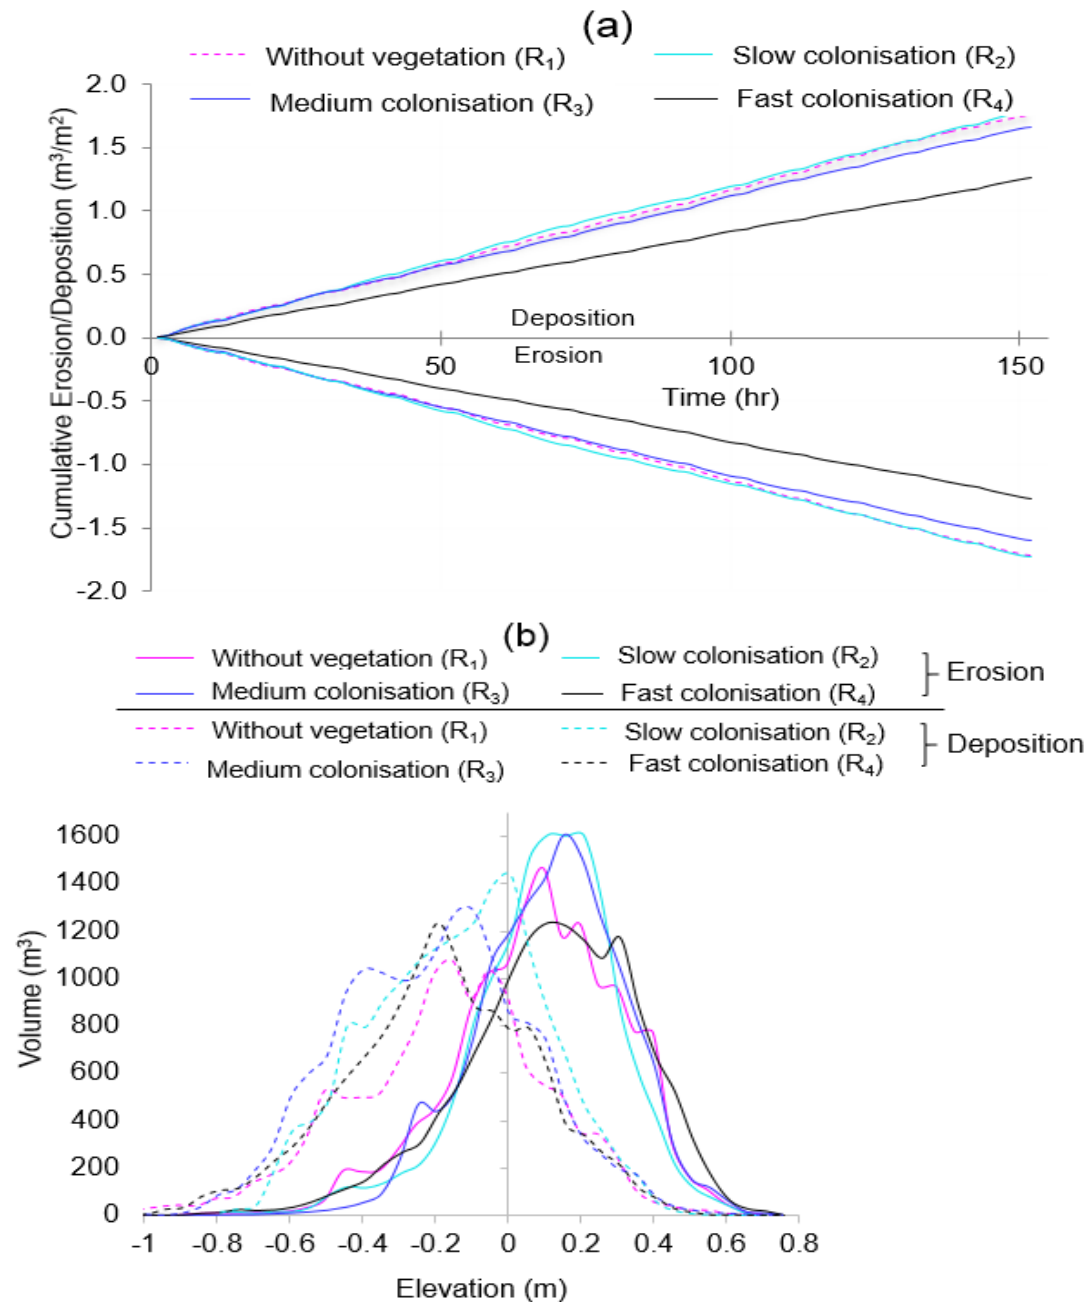 (a)
Without vegetation (R₁) Slow colonisation (R₂)
Medium colonisation (R₃) Fast colonisation (R₄)
Cumulative Erosion/Deposition (m³/m²)
2.0
1.5
1.0
0.5
0.0
-0.5
-1.0
-1.5
-2.0
Deposition
Erosion
0 50 100 150
Time (hr)
(b)
Without vegetation (R₁) Slow colonisation (R₂)
Medium colonisation (R₃) Fast colonisation (R₄)
Erosion
Without vegetation (R₁) Slow colonisation (R₂)
Medium colonisation (R₃) Fast colonisation (R₄)
Deposition
Volume (m³)
1600
1400
1200
1000
800
600
400
200
0
-1 -0.8 -0.6 -0.4 -0.2 0 0.2 0.4 0.6 0.8
Elevation (m)